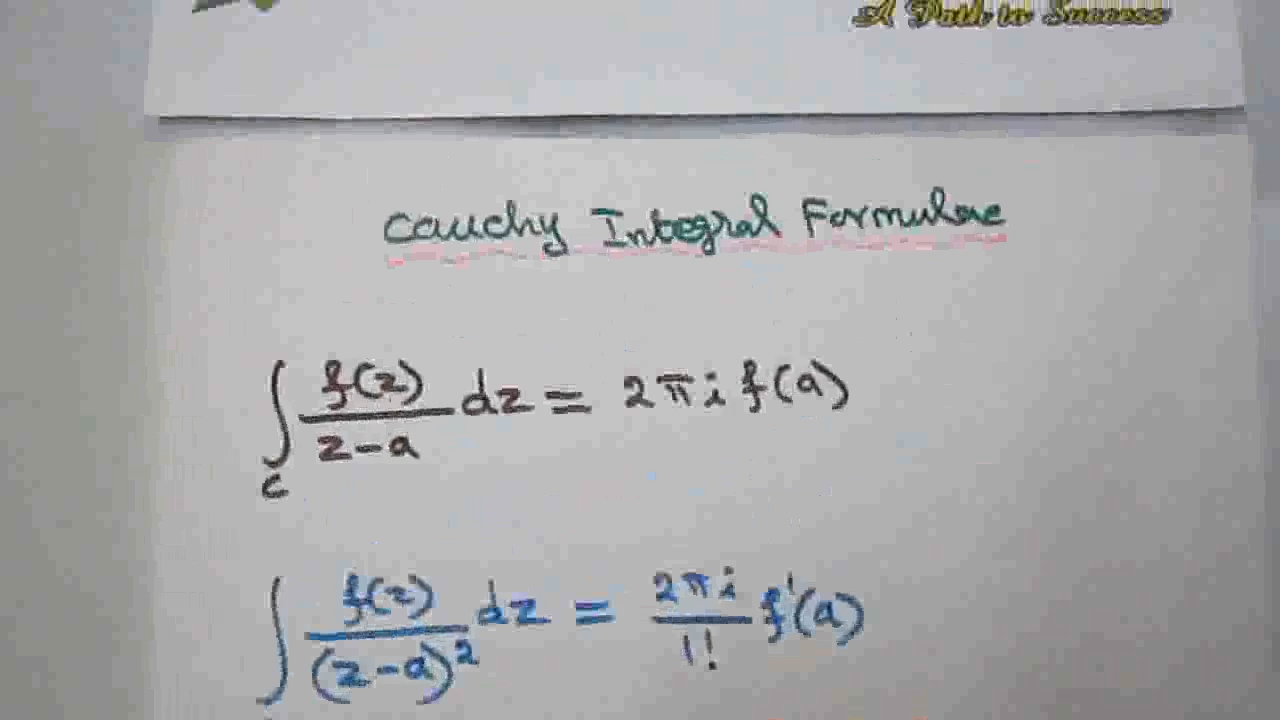 A Path to Success
Cauchy Integral Formulae
∫_C f(z)/(z-a) dz = 2πi f(a)
∫ f(z)/(z-a)² dz = 2πi/1! f'(a)